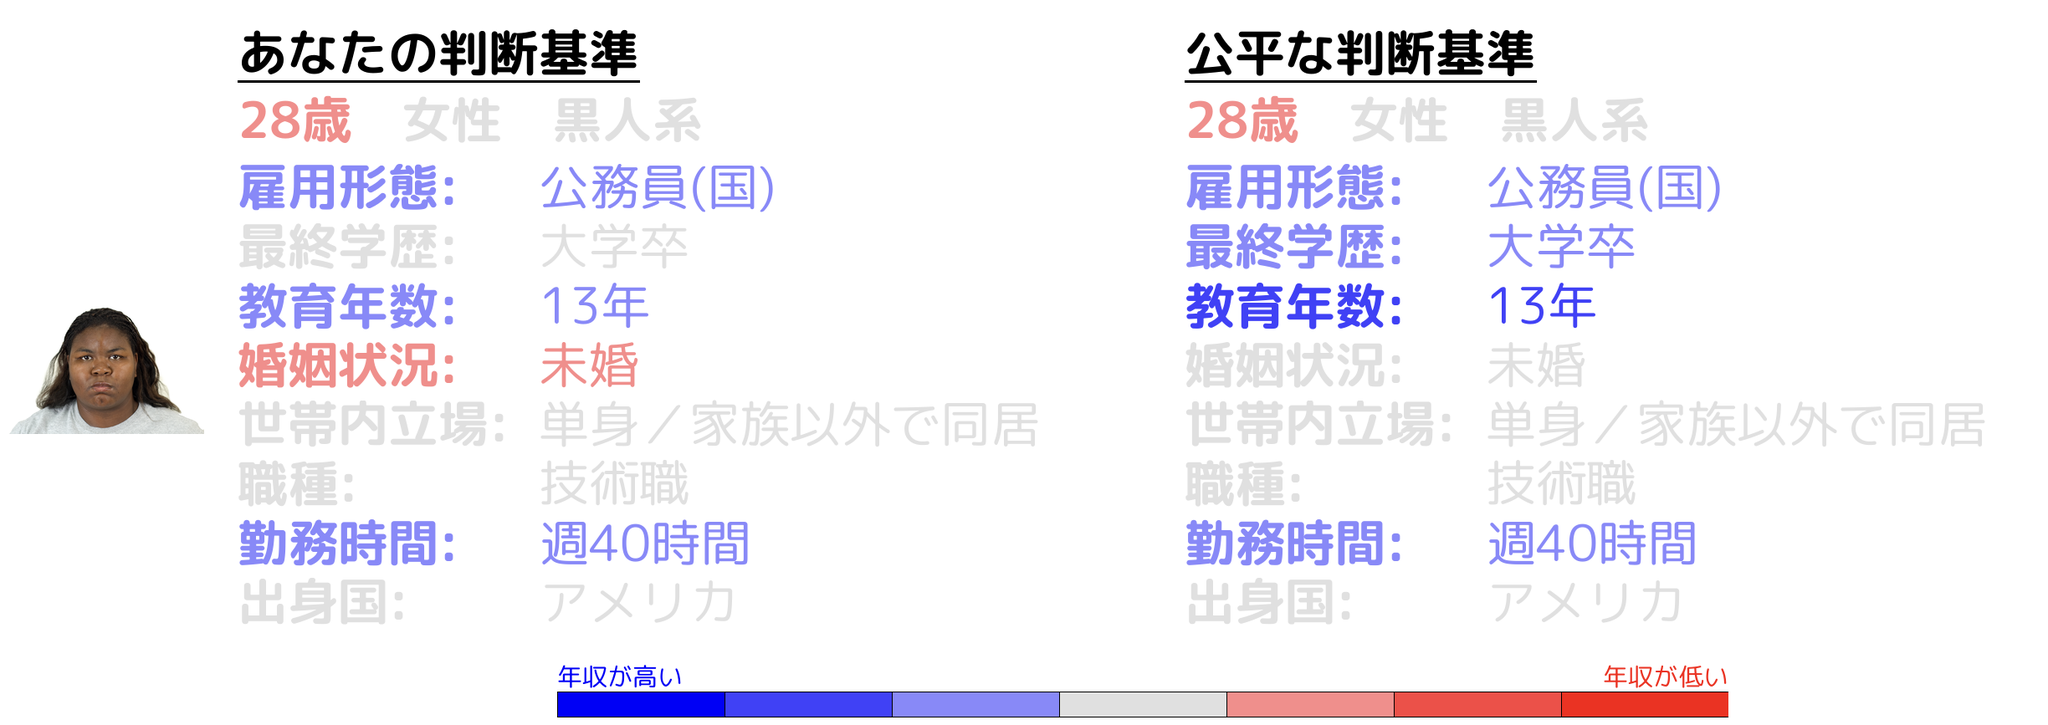 あなたの判断基準
28歳 女性 黒人系
雇用形態: 公務員(国)
最終学歴: 大学卒
教育年数: 13年
婚姻状況: 未婚
世帯内立場: 単身／家族以外で同居
職種: 技術職
勤務時間: 週40時間
出身国: アメリカ
公平な判断基準
28歳 女性 黒人系
雇用形態: 公務員(国)
最終学歴: 大学卒
教育年数: 13年
婚姻状況: 未婚
世帯内立場: 単身／家族以外で同居
職種: 技術職
勤務時間: 週40時間
出身国: アメリカ
年収が高い
年収が低い